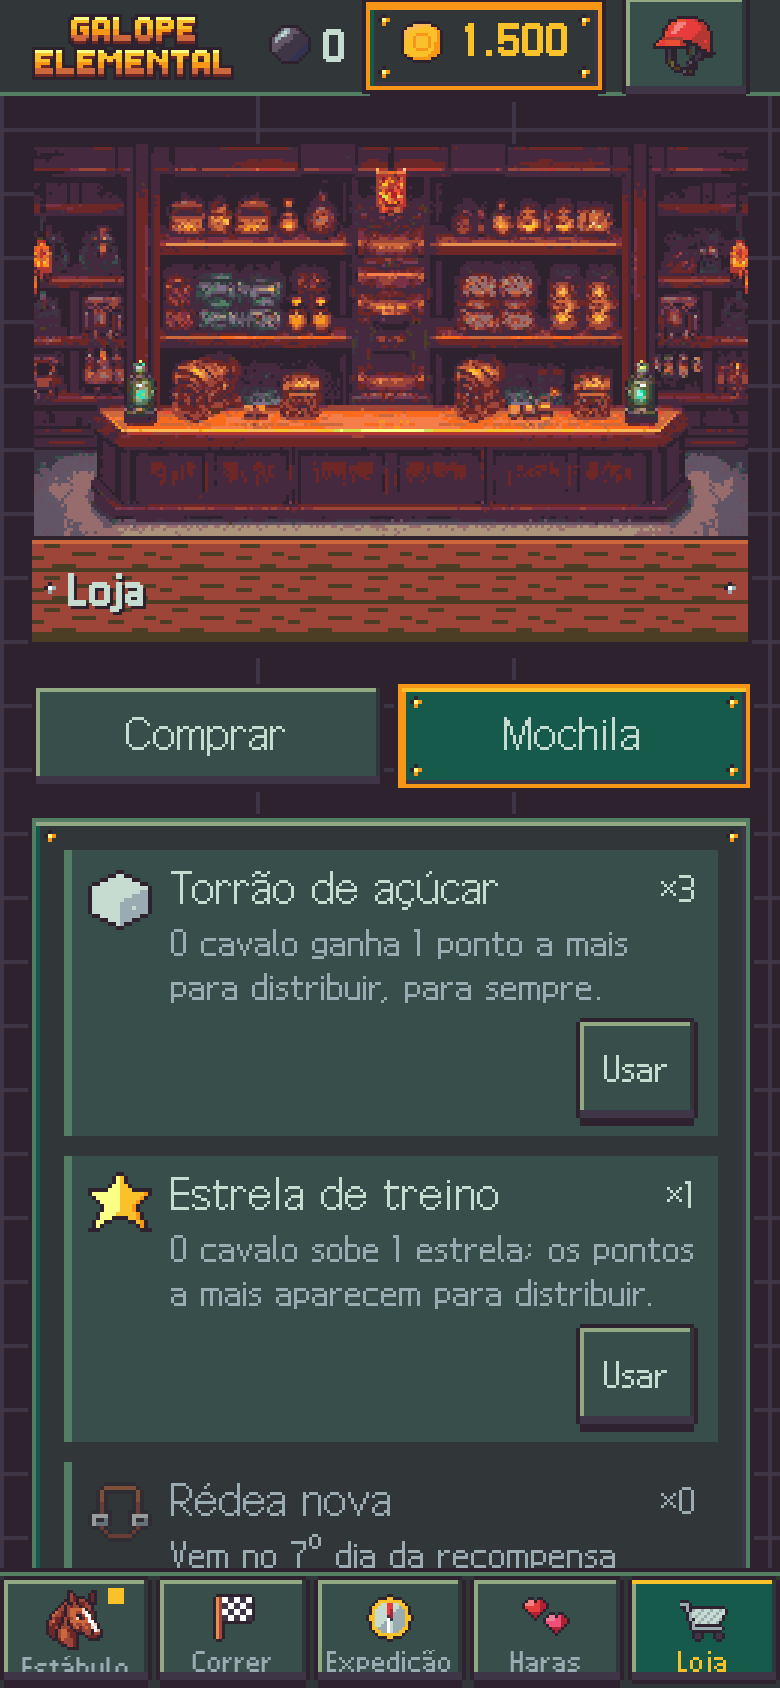 GALOPE
ELEMENTAL
0
1.500
Loja
Comprar
Mochila
Torrão de açúcar
×3
O cavalo ganha 1 ponto a mais
para distribuir, para sempre.
Usar
Estrela de treino
×1
O cavalo sobe 1 estrela; os pontos
a mais aparecem para distribuir.
Usar
Rédea nova
×0
Vem no 7º dia da recompensa
Estábulo
Correr
Expedição
Haras
Loja